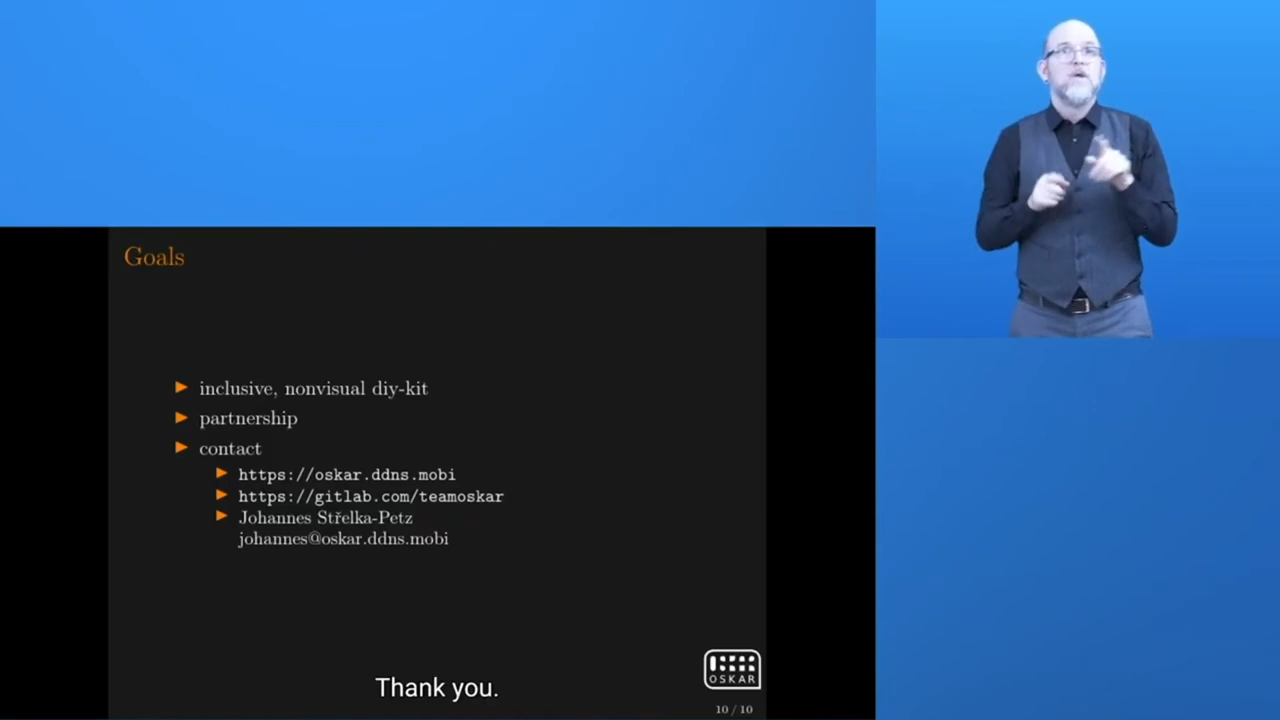 Goals
inclusive, nonvisual diy-kit
partnership
contact
https://oskar.ddns.mobi
https://gitlab.com/teamoskar
Johannes Střelka-Petz
johannes@oskar.ddns.mobi
OSKAR
Thank you.
10 / 10